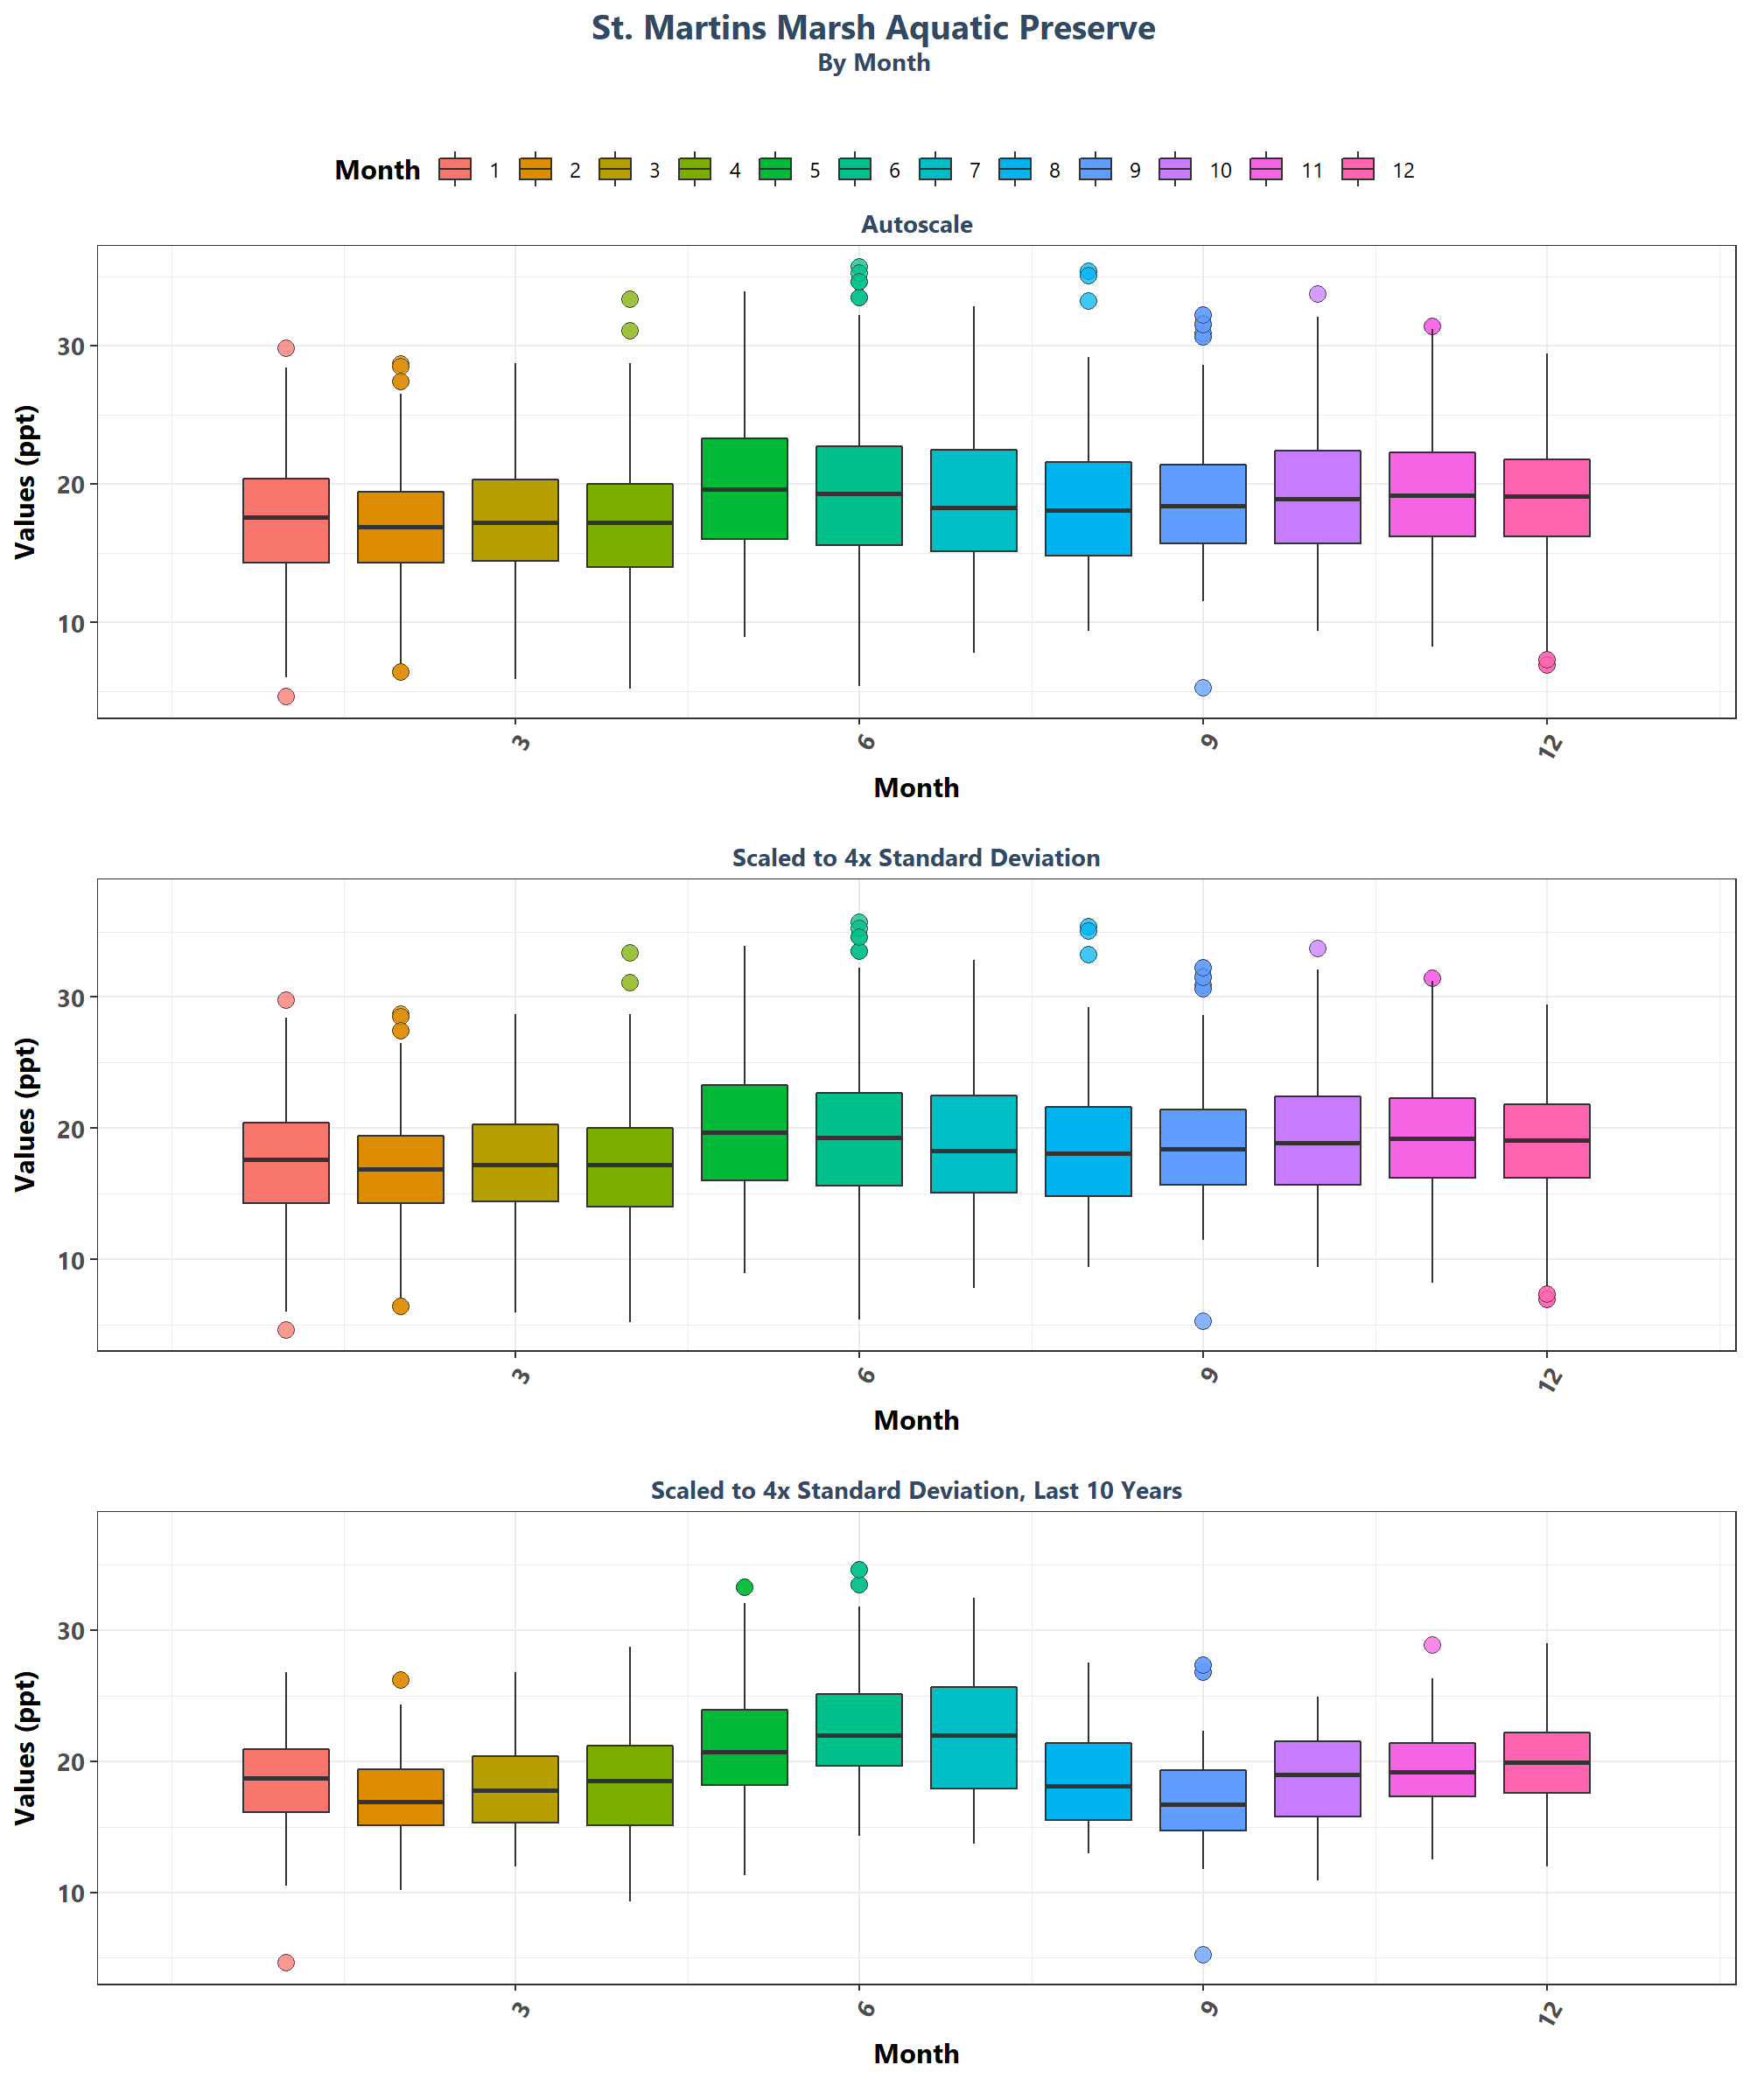 St. Martins Marsh Aquatic Preserve
By Month
Month 1 2 3 4 5 6 7 8 9 10 11 12
Autoscale
Values (ppt)
30
20
10
3 6 9 12
Month
Scaled to 4x Standard Deviation
Values (ppt)
30
20
10
3 6 9 12
Month
Scaled to 4x Standard Deviation, Last 10 Years
Values (ppt)
30
20
10
3 6 9 12
Month